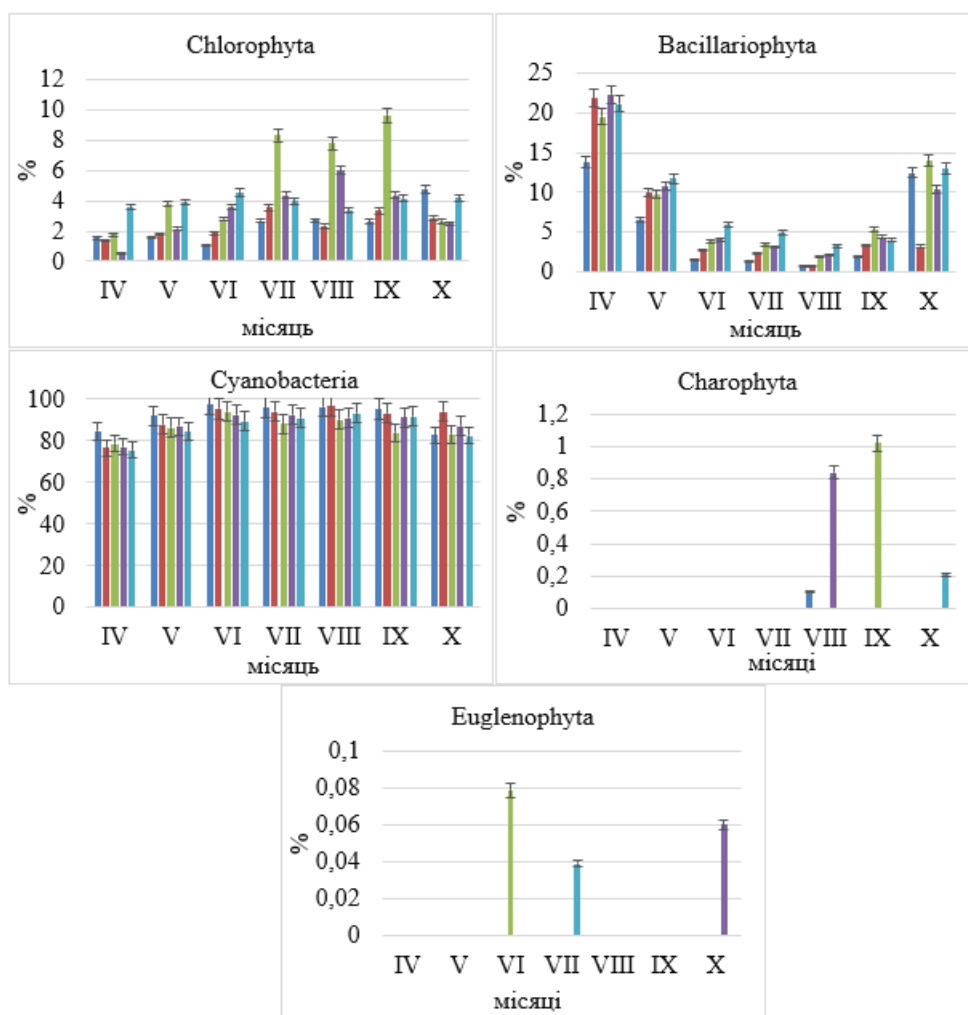 Chlorophyta
12
10
8
6
4
2
0
%
IV V VI VII VIII IX X
місяць
Bacillariophyta
25
20
15
10
5
0
%
IV V VI VII VIII IX X
місяць
Cyanobacteria
100
80
60
40
20
0
%
IV V VI VII VIII IX X
місяць
Charophyta
1,2
1
0,8
0,6
0,4
0,2
0
%
IV V VI VII VIII IX X
місяці
Euglenophyta
0,1
0,08
0,06
0,04
0,02
0
%
IV V VI VII VIII IX X
місяці